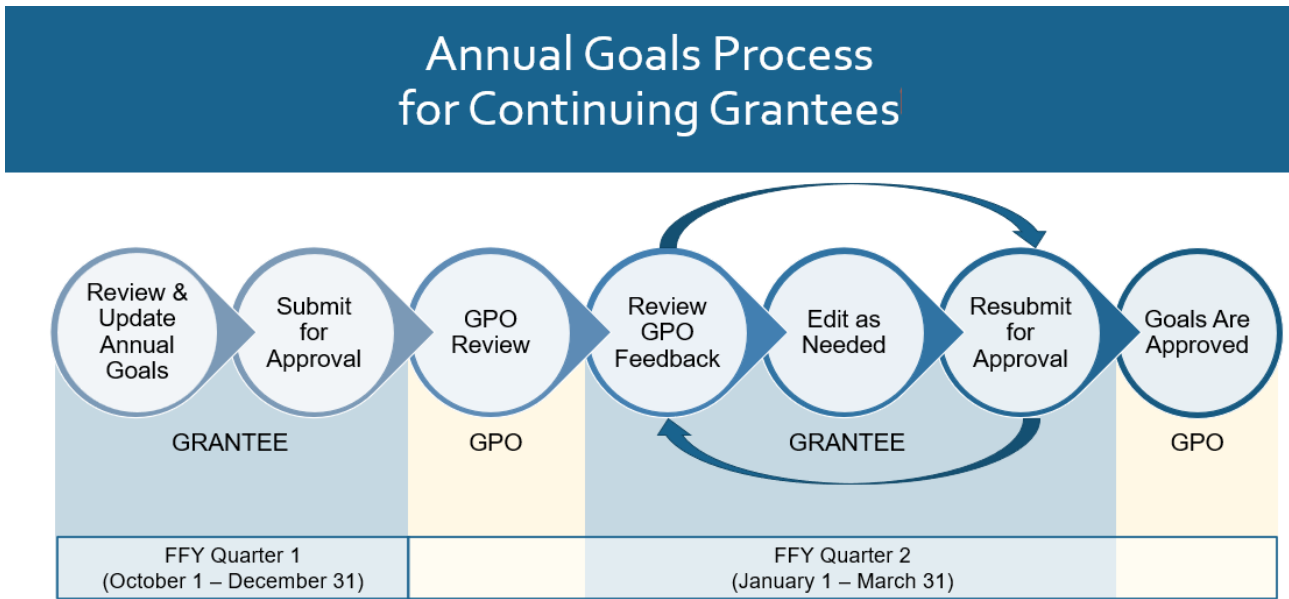 Annual Goals Process
for Continuing Grantees
Review &
Update
Annual
Goals
Submit
for
Approval
GPO
Review
Review
GPO
Feedback
Edit as
Needed
Resubmit
for
Approval
Goals Are
Approved
GRANTEE
GPO
GRANTEE
GPO
FFY Quarter 1
(October 1 – December 31)
FFY Quarter 2
(January 1 – March 31)